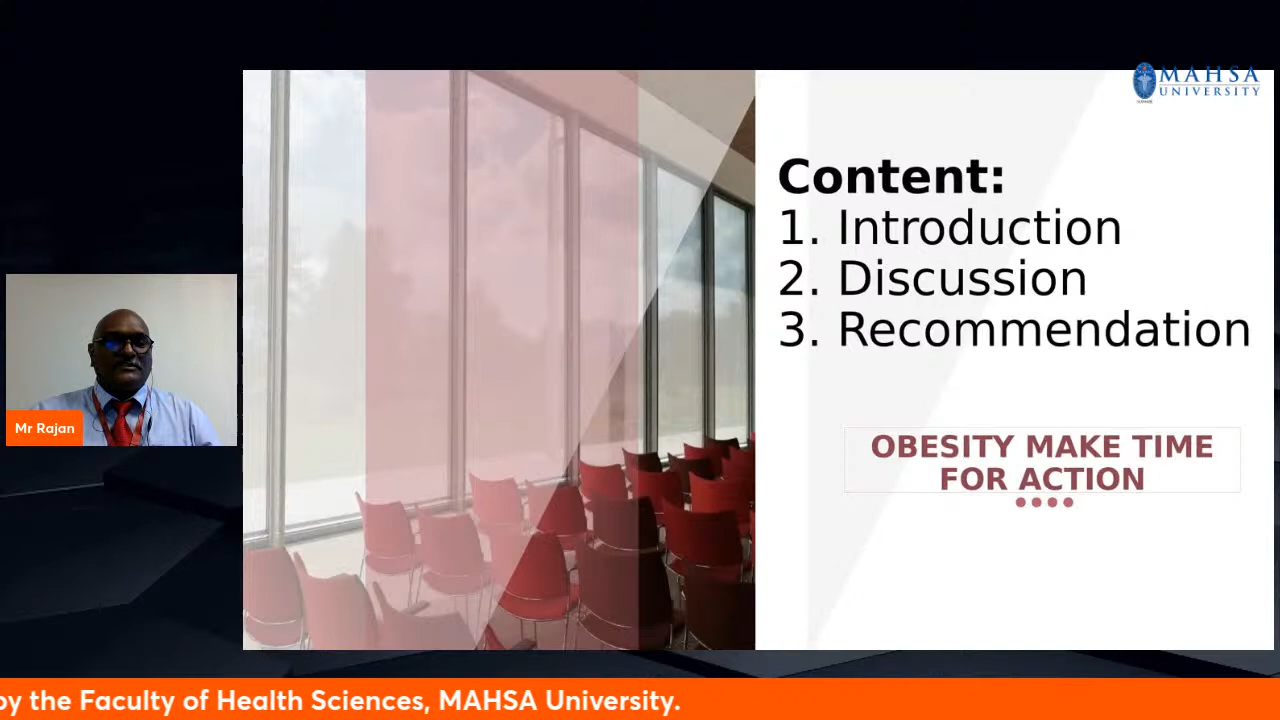 MAHSA
UNIVERSITY
Content:
1. Introduction
2. Discussion
3. Recommendation
OBESITY MAKE TIME
FOR ACTION
Mr Rajan
by the Faculty of Health Sciences, MAHSA University.